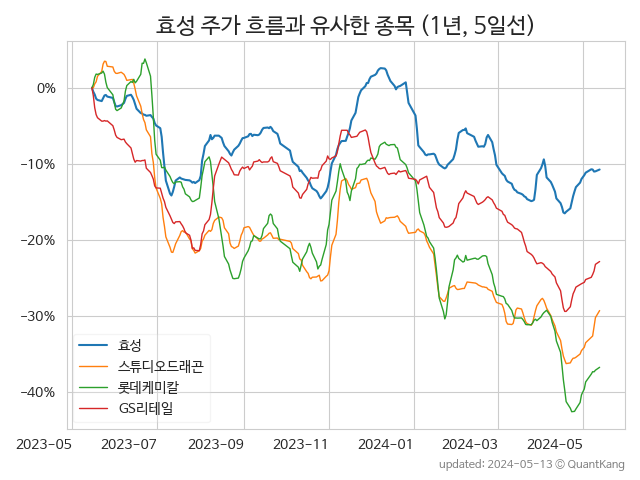 효성 주가 흐름과 유사한 종목 (1년, 5일선)
0%
−10%
−20%
−30%
−40%
효성
스튜디오드래곤
롯데케미칼
GS리테일
2023-05 2023-07 2023-09 2023-11 2024-01 2024-03 2024-05
updated: 2024-05-13 © QuantKang